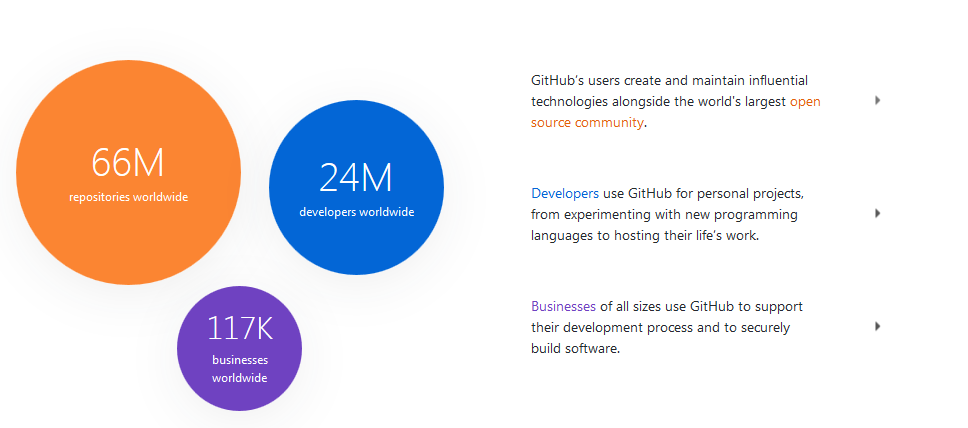 66M
repositories worldwide
24M
developers worldwide
117K
businesses
worldwide
GitHub's users create and maintain influential
technologies alongside the world's largest open
source community.
Developers use GitHub for personal projects,
from experimenting with new programming
languages to hosting their life's work.
Businesses of all sizes use GitHub to support
their development process and to securely
build software.